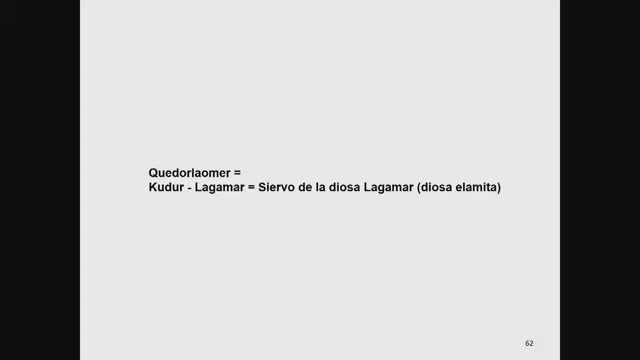 Quedorlaomer =
Kudur - Lagamar = Siervo de la diosa Lagamar (diosa elamita)
62